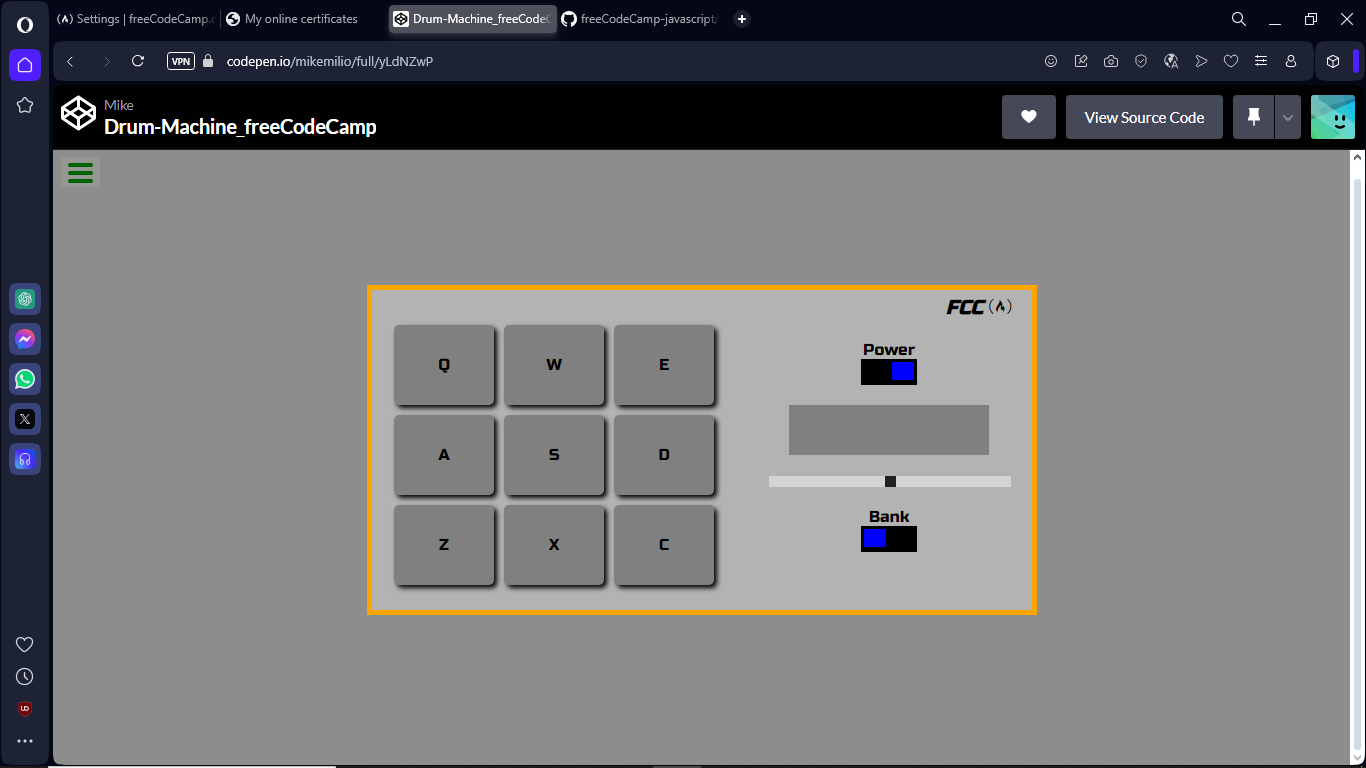 Settings | freeCodeCamp.c
My online certificates
Drum-Machine_freeCodeC
freeCodeCamp-javascript/
VPN
codepen.io/mikemilio/full/yLdNZwP
Mike
Drum-Machine_freeCodeCamp
View Source Code
FCC
Q W E
Power
A S D
Bank
Z X C